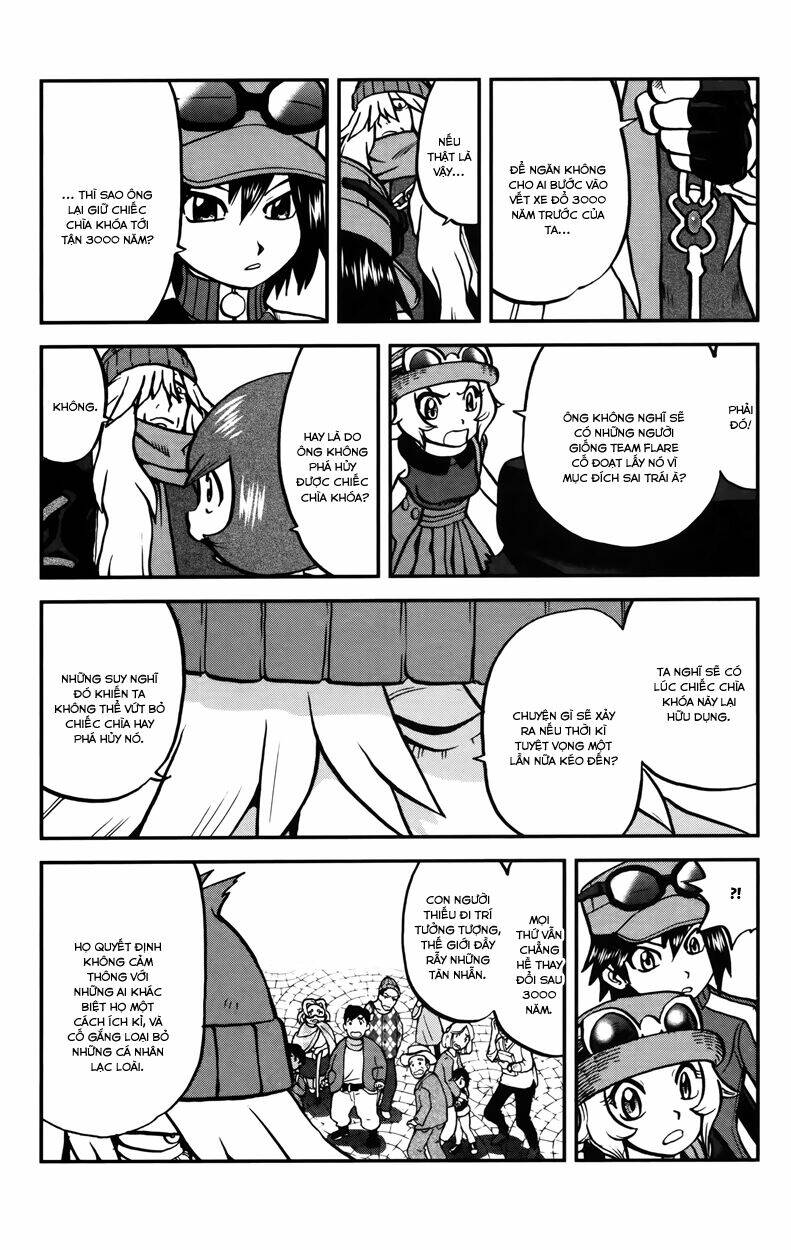 ĐỂ NGĂN KHÔNG
CHO AI BƯỚC VÀO
VẾT XE ĐỔ 3000
NĂM TRƯỚC CỦA
TA...
NẾU
THẬT LÀ
VẬY...
... THÌ SAO ÔNG
LẠI GIỮ CHIẾC
CHÌA KHÓA TỚI
TẬN 3000 NĂM?
PHẢI
ĐÓ!
ÔNG KHÔNG NGHĨ SẼ
CÓ NHỮNG NGƯỜI
GIỐNG TEAM FLARE
CỐ ĐOẠT LẤY NÓ VÌ
MỤC ĐÍCH SAI TRÁI À?
HAY LÀ DO
ÔNG KHÔNG
PHÁ HỦY
ĐƯỢC CHIẾC
CHÌA KHÓA?
KHÔNG.
TA NGHĨ SẼ CÓ
LÚC CHIẾC CHÌA
KHÓA NÀY LẠI
HỮU DỤNG.
CHUYỆN GÌ SẼ XẢY
RA NẾU THỜI KÌ
TUYỆT VỌNG MỘT
LẦN NỮA KÉO ĐẾN?
NHỮNG SUY NGHĨ
ĐÓ KHIẾN TA
KHÔNG THỂ VỨT BỎ
CHIẾC CHÌA HAY
PHÁ HỦY NÓ.
?!
MỌI
THỨ VẪN
CHẲNG
HỀ THAY
ĐỔI SAU
3000
NĂM.
CON NGƯỜI
THIẾU ĐI TRÍ
TƯỞNG TƯỢNG,
THẾ GIỚI ĐẦY
RẪY NHỮNG
TÀN NHẪN.
HỌ QUYẾT ĐỊNH
KHÔNG CẢM
THÔNG VỚI
NHỮNG AI KHÁC
BIỆT HỌ MỘT
CÁCH ÍCH KỈ, VÀ
CỐ GẮNG LOẠI BỎ
NHỮNG CÁ NHÂN
LẠC LOÀI.